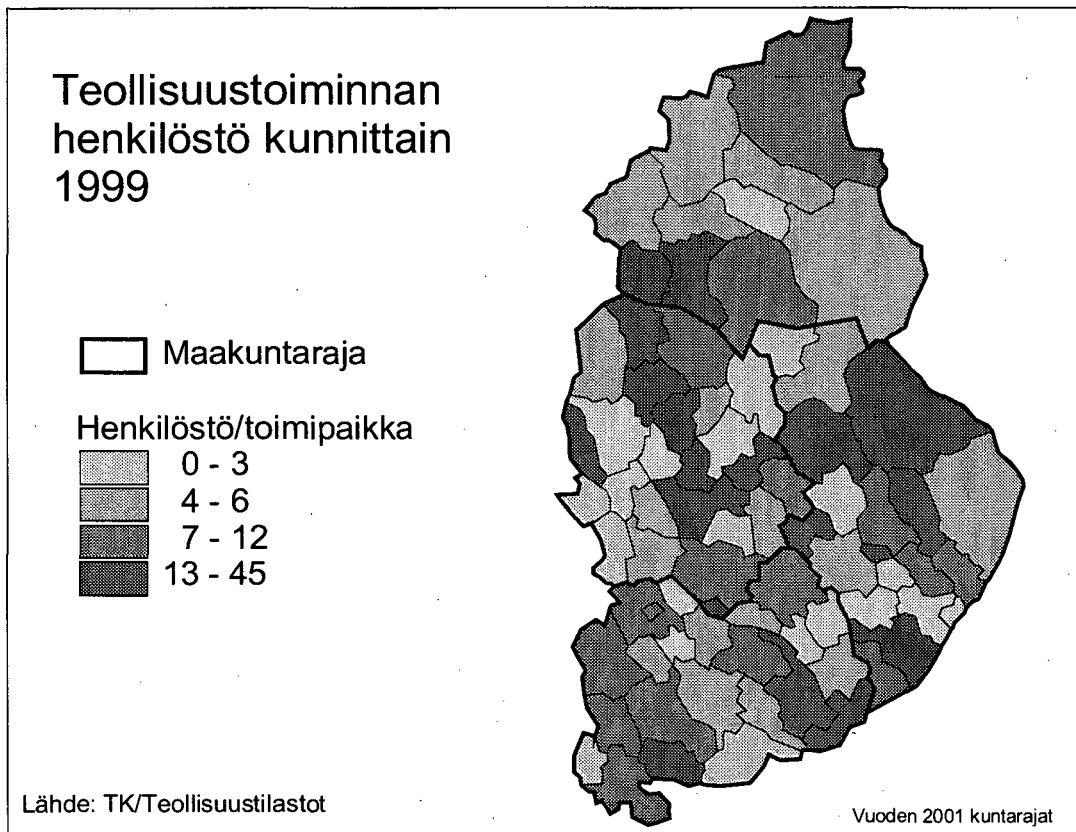 Teollisuustoiminnan
henkilöstö kunnittain
1999
Maakuntaraja
Henkilöstö/toimipaikka
0 - 3
4 - 6
7 - 12
13 - 45
Lähde: TK/Teollisuustilastot
Vuoden 2001 kuntarajat